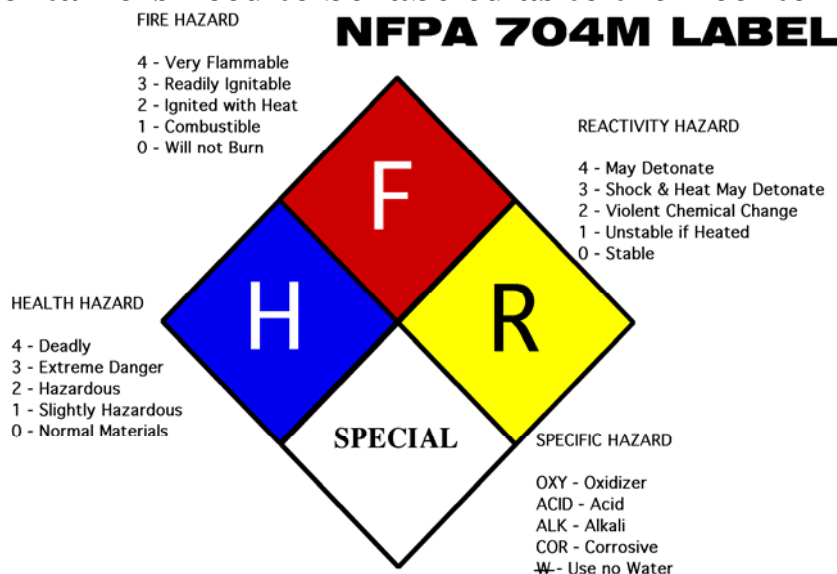 FIRE HAZARD
NFPA 704M LABEL
4 - Very Flammable
3 - Readily Ignitable
2 - Ignited with Heat
1 - Combustible
0 - Will not Burn
REACTIVITY HAZARD
4 - May Detonate
3 - Shock & Heat May Detonate
2 - Violent Chemical Change
1 - Unstable if Heated
0 - Stable
F
HEALTH HAZARD
4 - Deadly
3 - Extreme Danger
2 - Hazardous
1 - Slightly Hazardous
0 - Normal Materials
H
R
SPECIAL
SPECIFIC HAZARD
OXY - Oxidizer
ACID - Acid
ALK - Alkali
COR - Corrosive
W - Use no Water